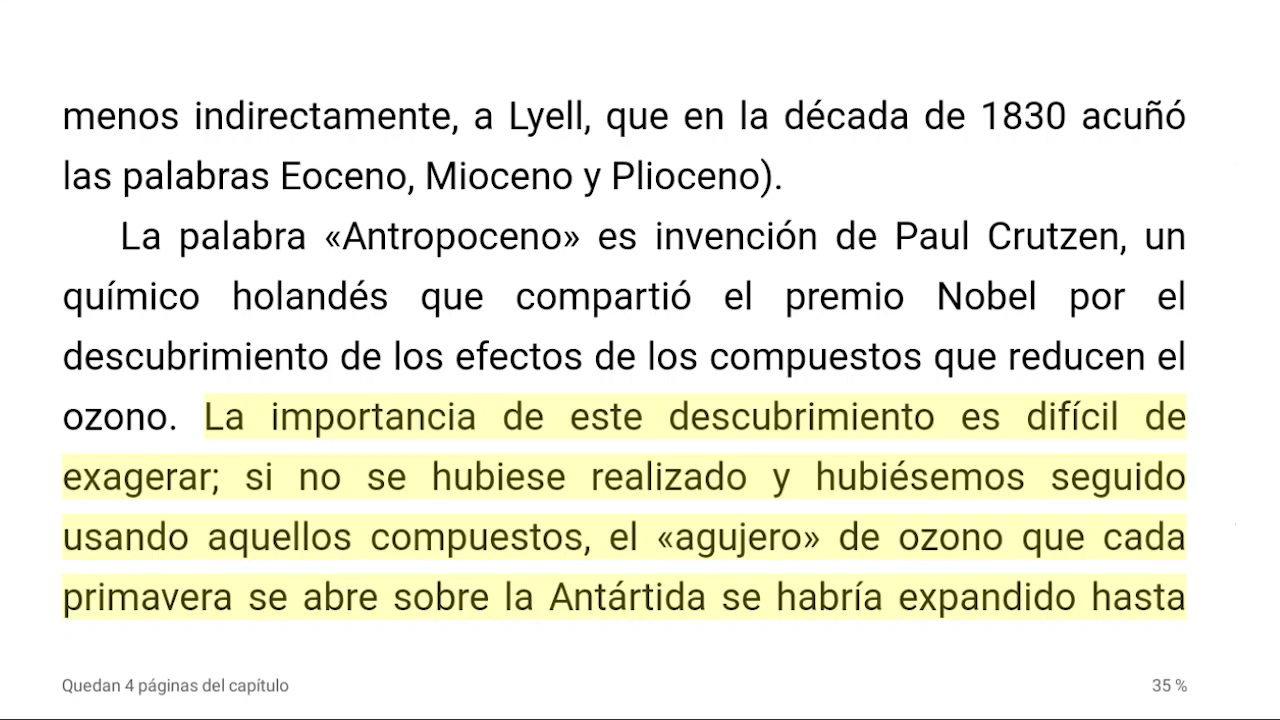 menos indirectamente, a Lyell, que en la década de 1830 acuñó
las palabras Eoceno, Mioceno y Plioceno).
La palabra «Antropoceno» es invención de Paul Crutzen, un
químico holandés que compartió el premio Nobel por el
descubrimiento de los efectos de los compuestos que reducen el
ozono. La importancia de este descubrimiento es difícil de
exagerar; si no se hubiese realizado y hubiésemos seguido
usando aquellos compuestos, el «agujero» de ozono que cada
primavera se abre sobre la Antártida se habría expandido hasta
Quedan 4 páginas del capítulo
35 %